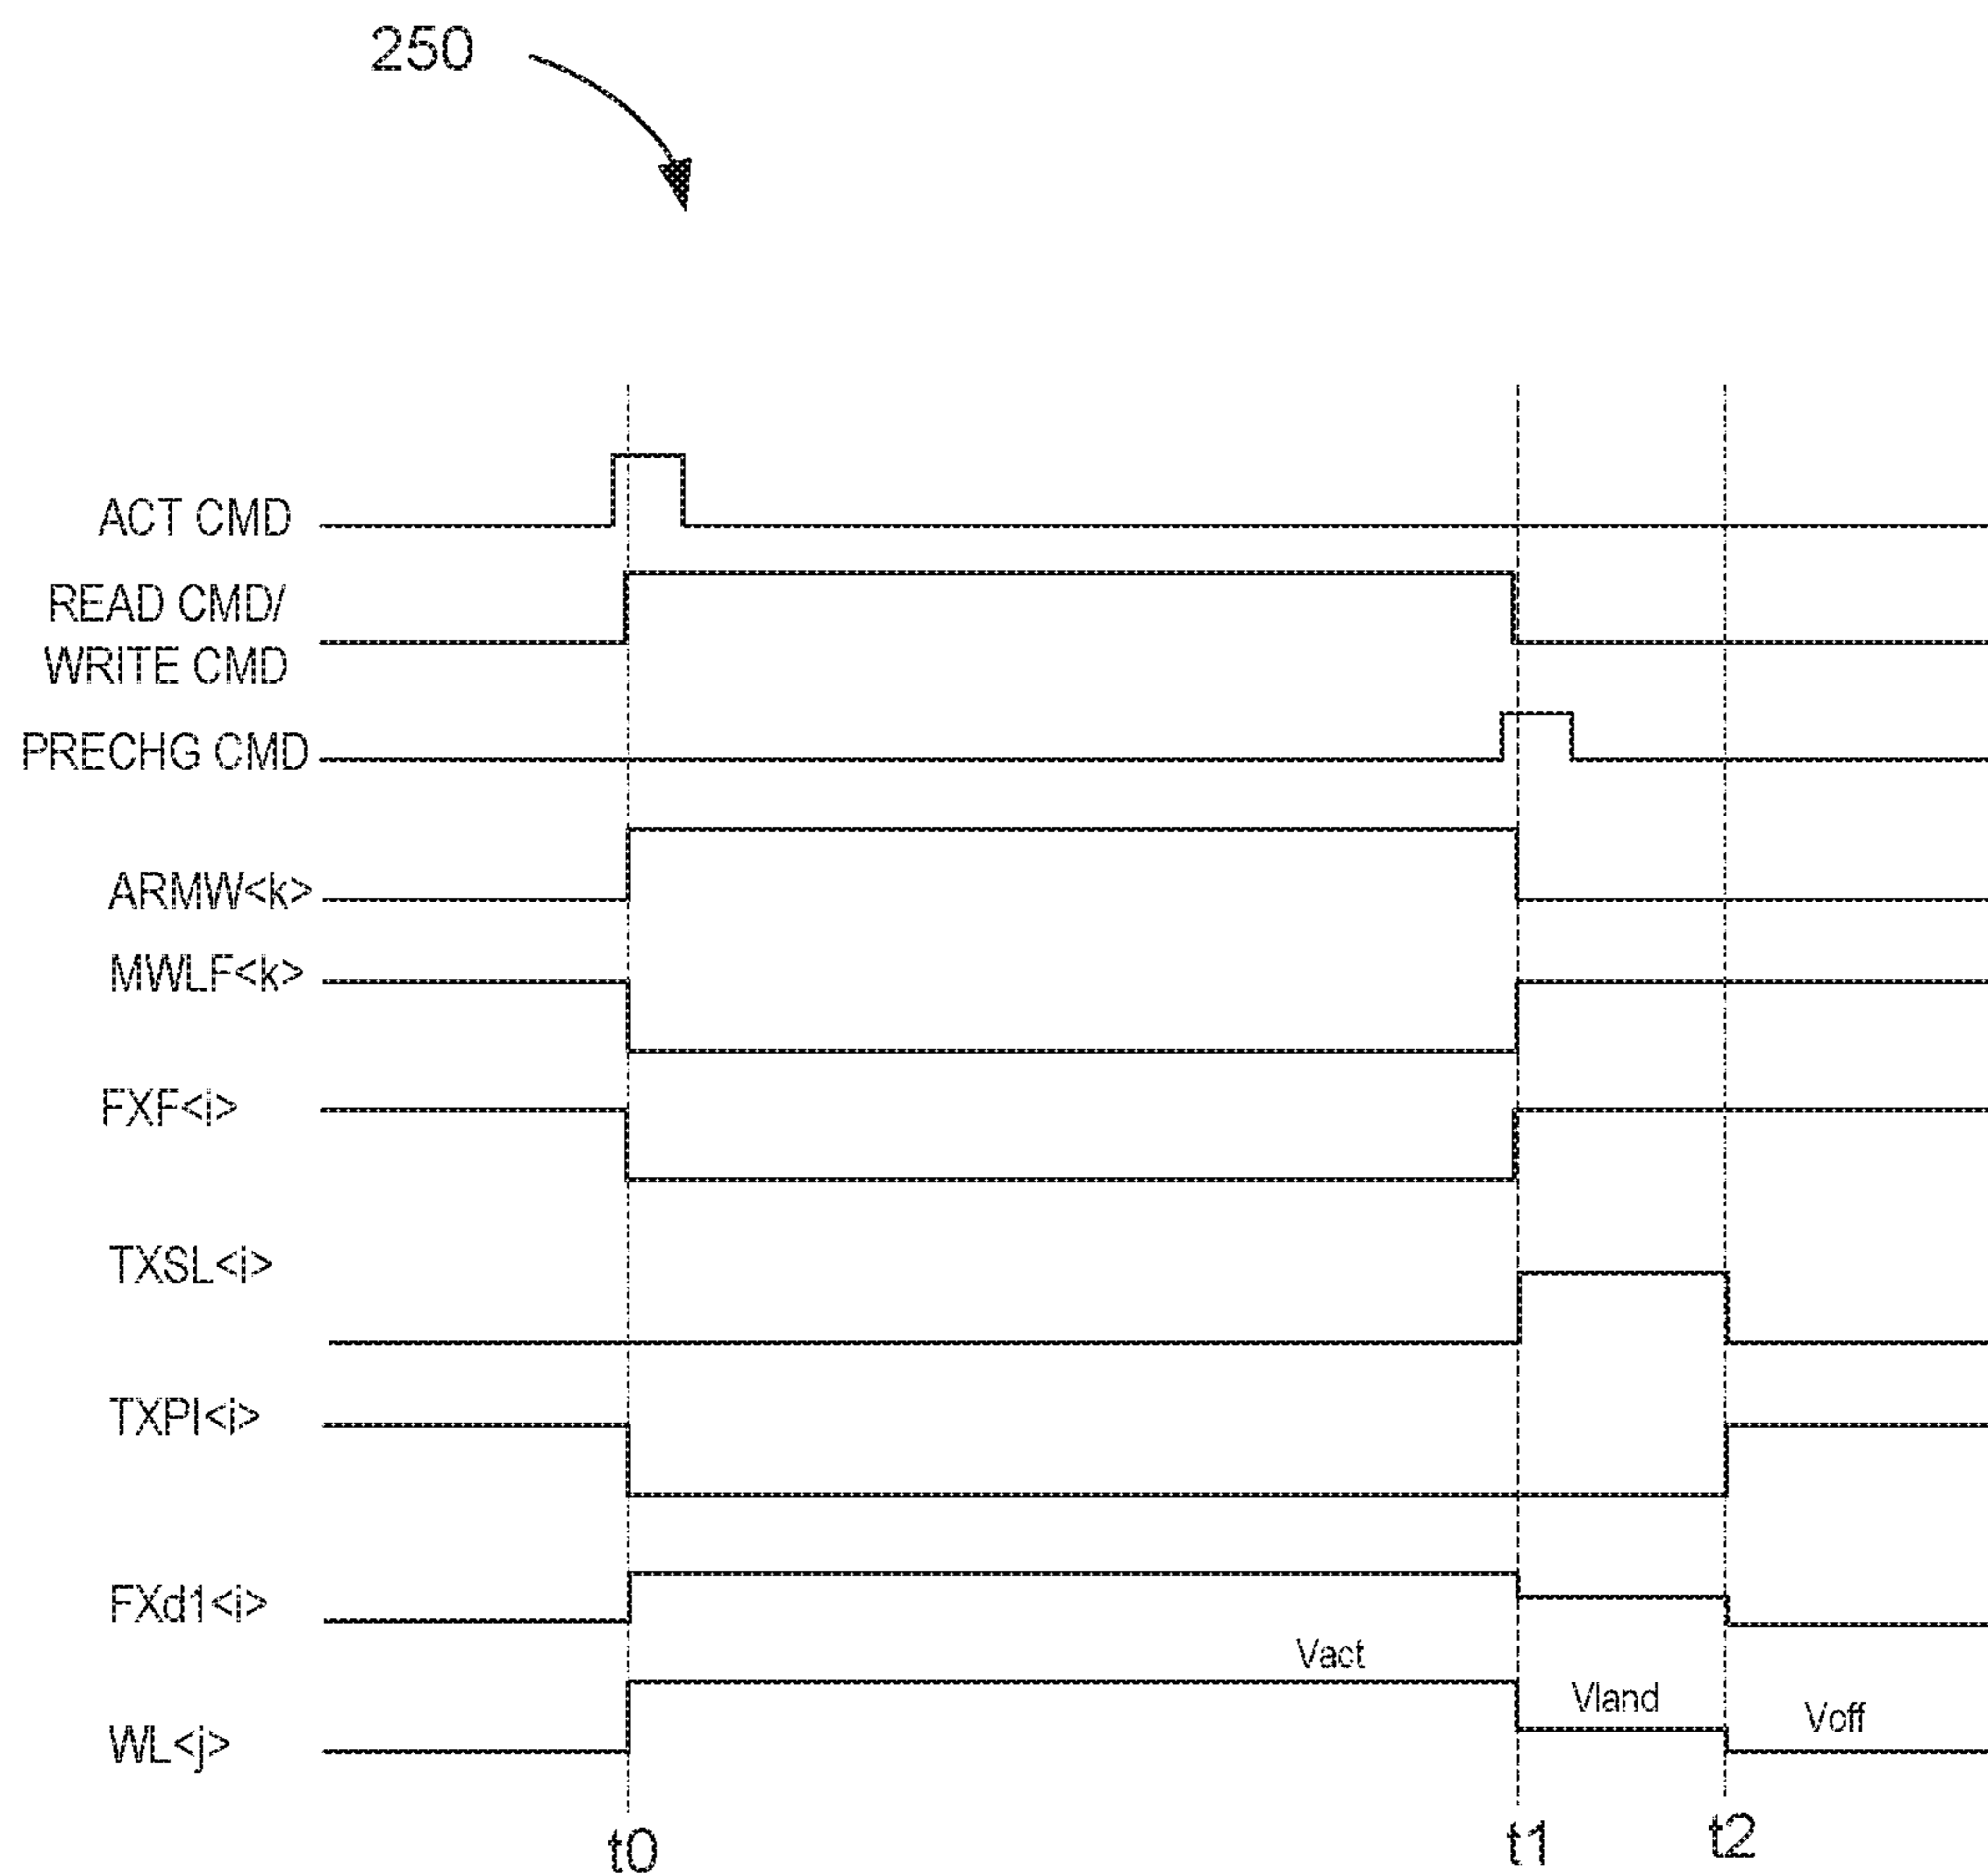 250
ACT CMD
READ CMD/
WRITE CMD
PRECHG CMD
ARMW<k>
MWLF<k>
FXF<i>
TXSL<i>
TXPI<i>
FXd1<i>
Vact
Vland
Voff
WL<j>
t0
t1
t2